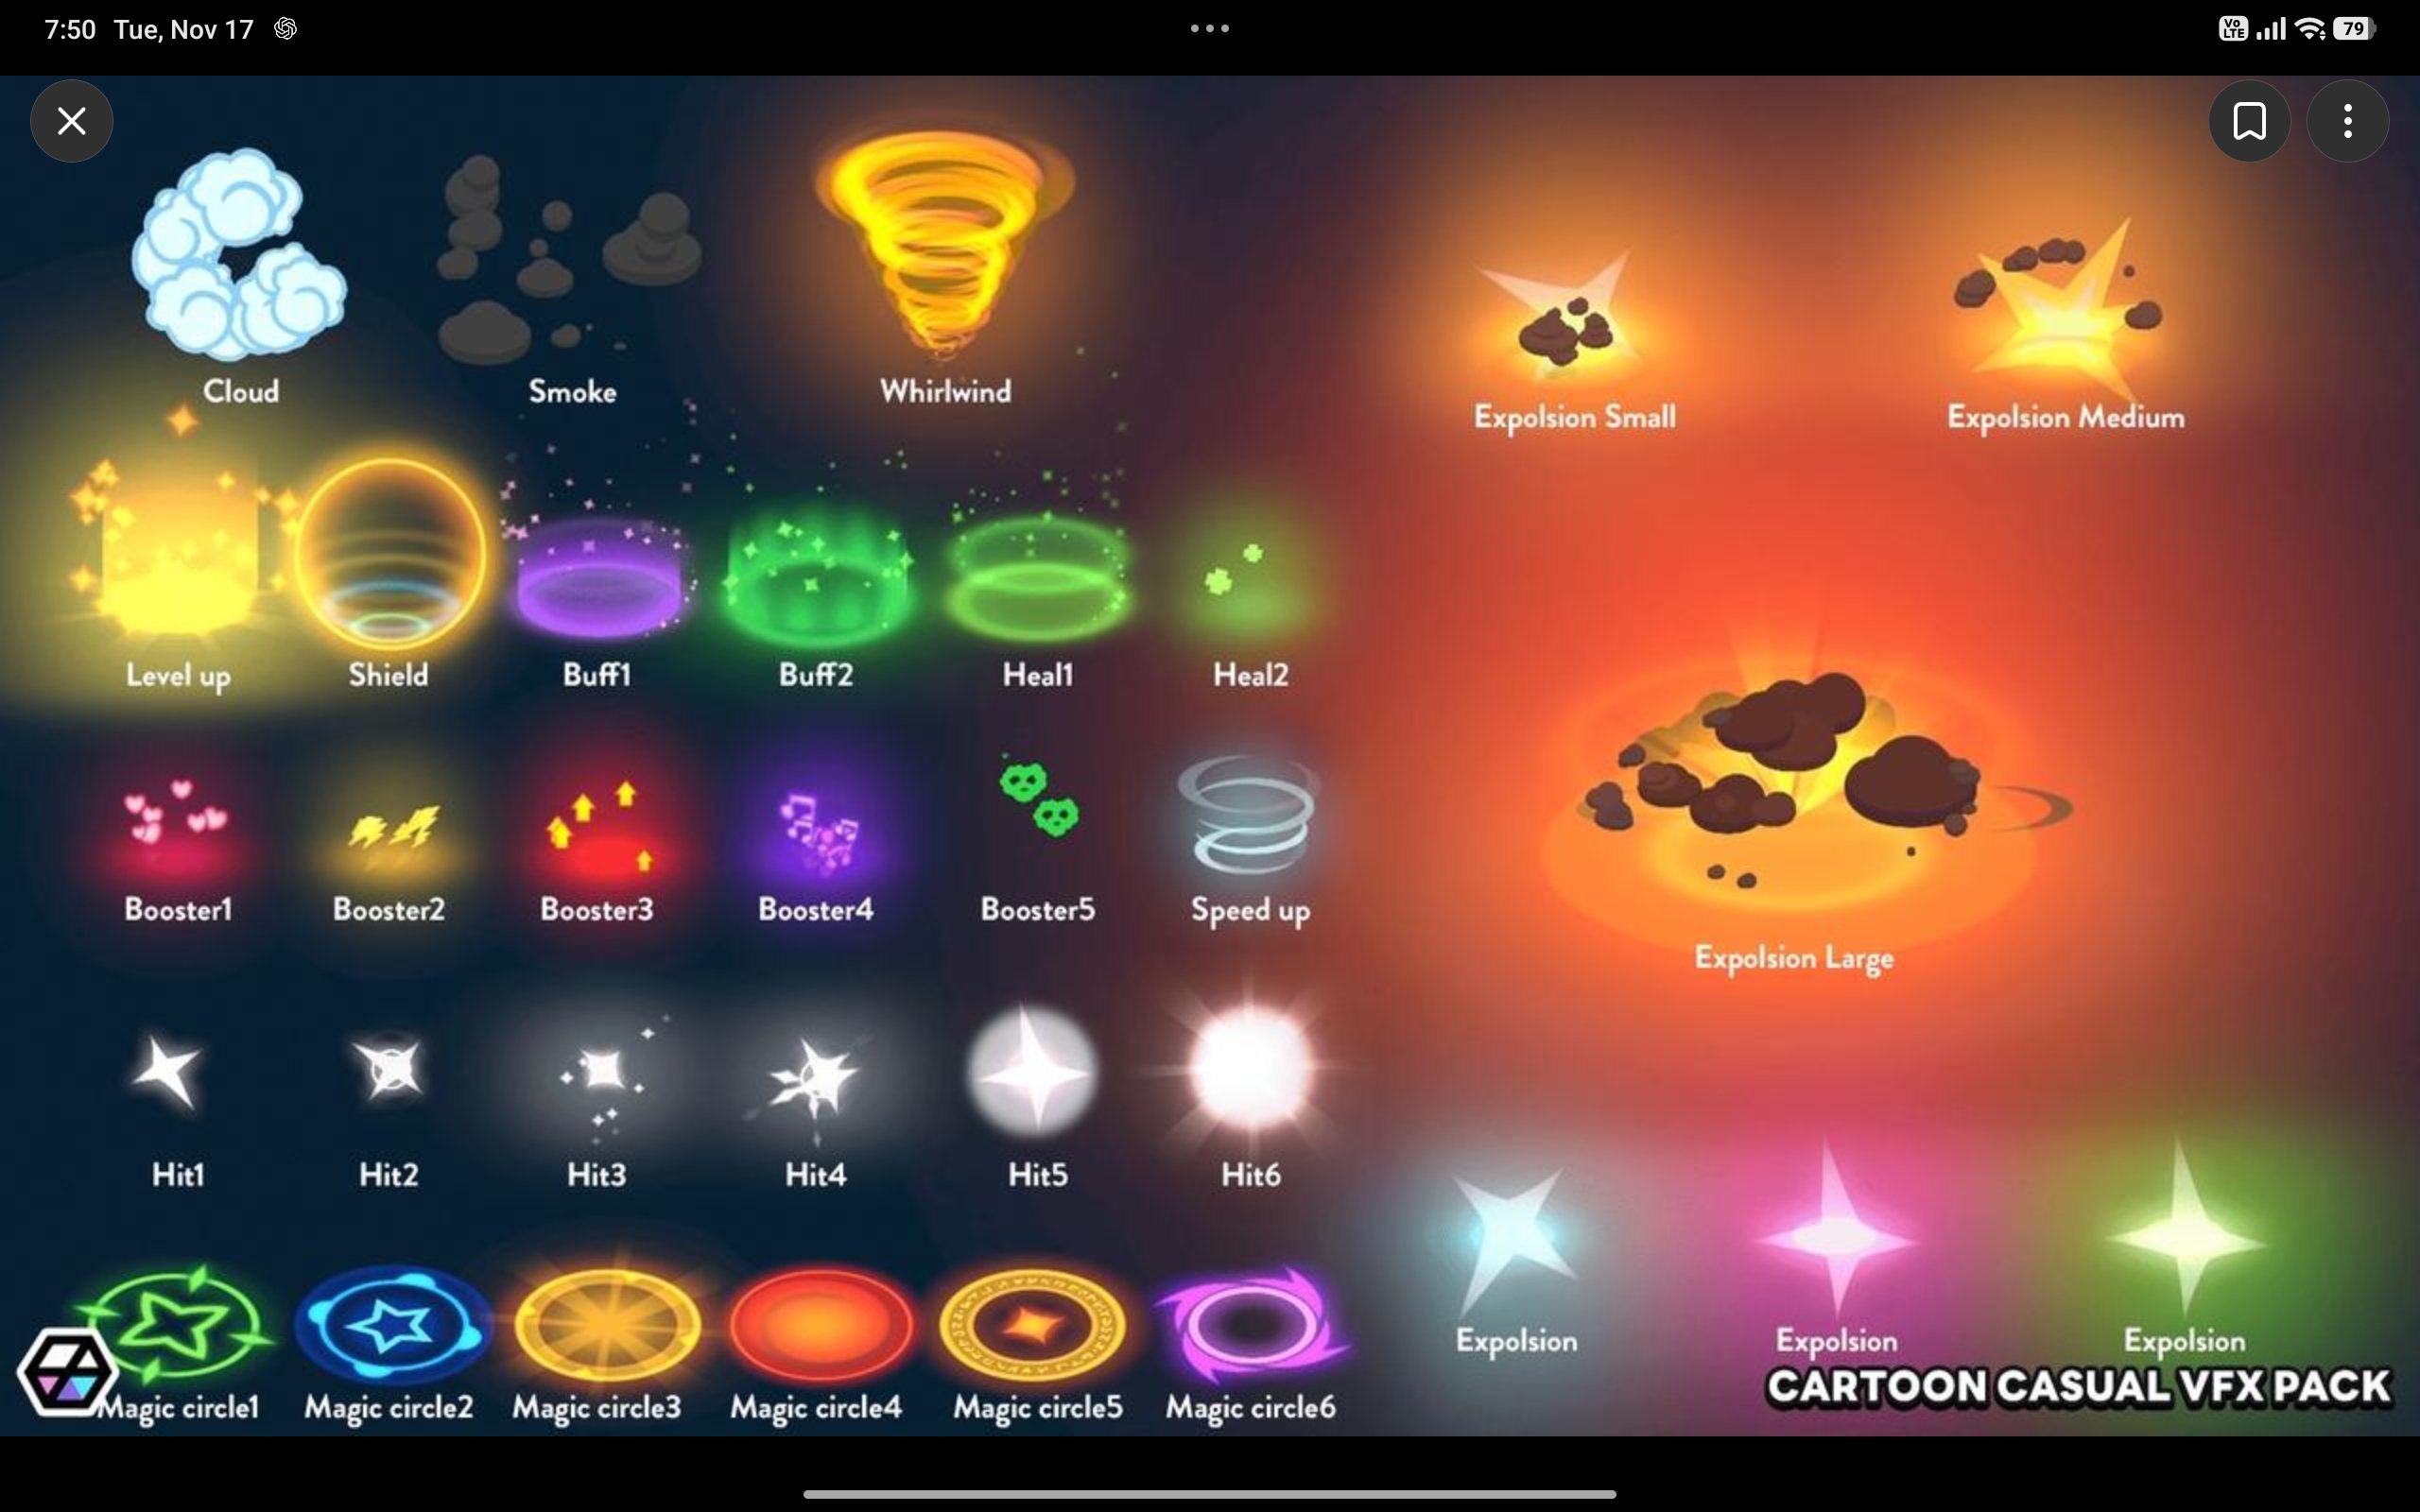 7:50 Tue, Nov 17
Vo LTE 79
Cloud
Smoke
Whirlwind
Expolsion Small
Expolsion Medium
Level up
Shield
Buff1
Buff2
Heal1
Heal2
Booster1
Booster2
Booster3
Booster4
Booster5
Speed up
Expolsion Large
Hit1
Hit2
Hit3
Hit4
Hit5
Hit6
Expolsion
Expolsion
Expolsion
Magic circle1
Magic circle2
Magic circle3
Magic circle4
Magic circle5
Magic circle6
CARTOON CASUAL VFX PACK